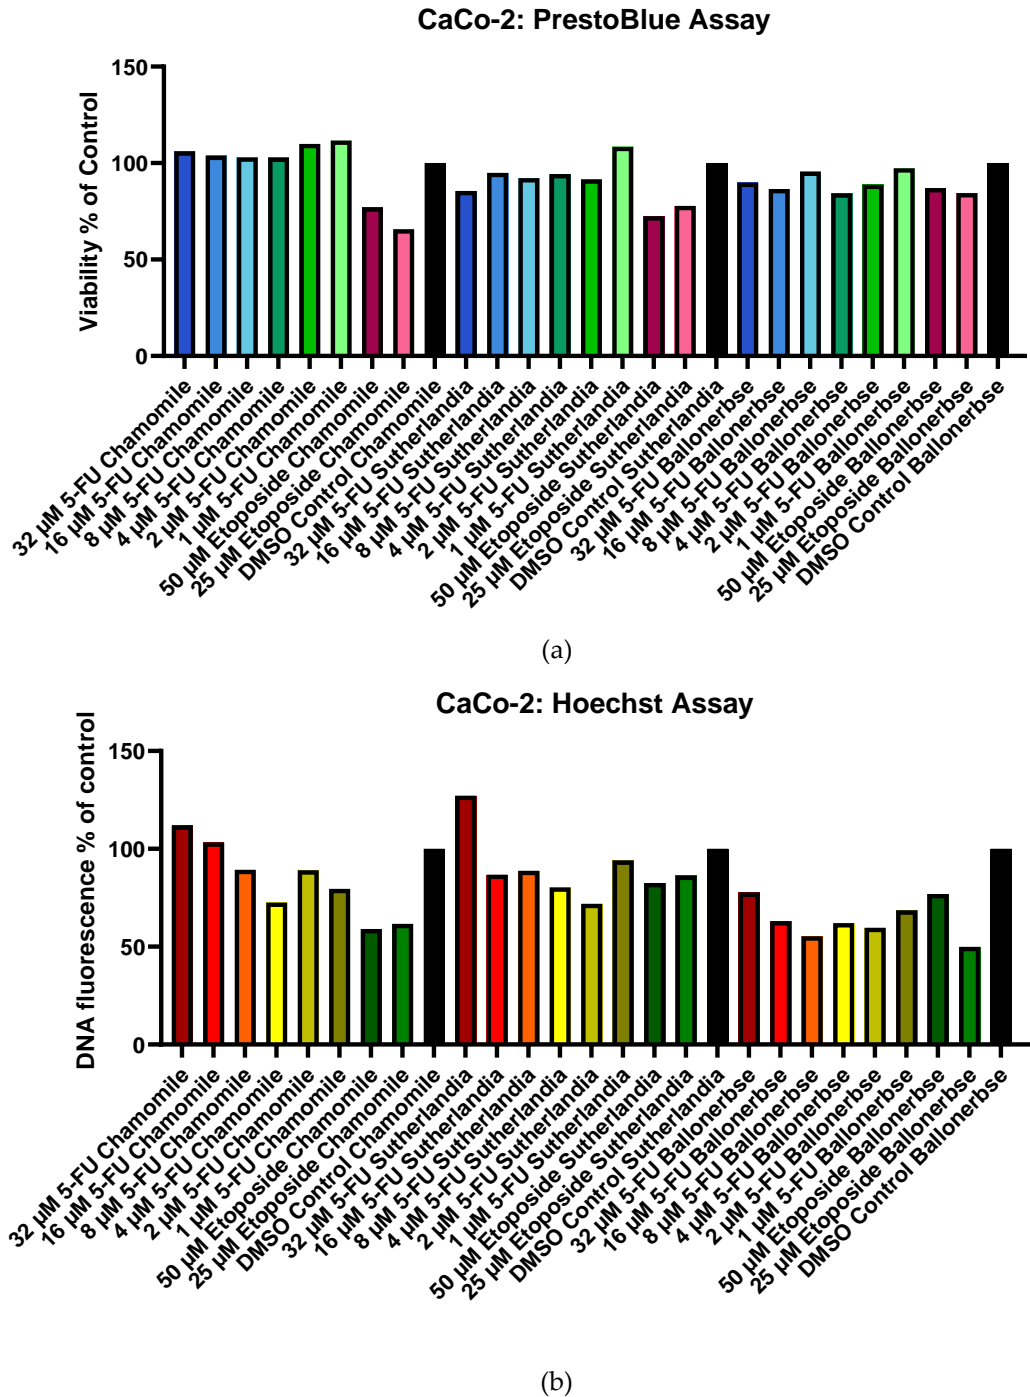 CaCo-2: PrestoBlue Assay
Viability % of Control
150
100
50
0
32 µM 5-FU Chamomile
16 µM 5-FU Chamomile
8 µM 5-FU Chamomile
4 µM 5-FU Chamomile
2 µM 5-FU Chamomile
1 µM 5-FU Chamomile
50 µM Etoposide Chamomile
25 µM Etoposide Chamomile
DMSO Control Chamomile
32 µM 5-FU Sutherlandia
16 µM 5-FU Sutherlandia
8 µM 5-FU Sutherlandia
4 µM 5-FU Sutherlandia
2 µM 5-FU Sutherlandia
1 µM 5-FU Sutherlandia
50 µM Etoposide Sutherlandia
25 µM Etoposide Sutherlandia
DMSO Control Sutherlandia
32 µM 5-FU Ballonerbse
16 µM 5-FU Ballonerbse
8 µM 5-FU Ballonerbse
4 µM 5-FU Ballonerbse
2 µM 5-FU Ballonerbse
1 µM 5-FU Ballonerbse
50 µM Etoposide Ballonerbse
25 µM Etoposide Ballonerbse
DMSO Control Ballonerbse
(a)
CaCo-2: Hoechst Assay
DNA fluorescence % of control
150
100
50
0
32 µM 5-FU Chamomile
16 µM 5-FU Chamomile
8 µM 5-FU Chamomile
4 µM 5-FU Chamomile
2 µM 5-FU Chamomile
1 µM 5-FU Chamomile
50 µM Etoposide Chamomile
25 µM Etoposide Chamomile
DMSO Control Chamomile
32 µM 5-FU Sutherlandia
16 µM 5-FU Sutherlandia
8 µM 5-FU Sutherlandia
4 µM 5-FU Sutherlandia
2 µM 5-FU Sutherlandia
1 µM 5-FU Sutherlandia
50 µM Etoposide Sutherlandia
25 µM Etoposide Sutherlandia
DMSO Control Sutherlandia
32 µM 5-FU Ballonerbse
16 µM 5-FU Ballonerbse
8 µM 5-FU Ballonerbse
4 µM 5-FU Ballonerbse
2 µM 5-FU Ballonerbse
1 µM 5-FU Ballonerbse
50 µM Etoposide Ballonerbse
25 µM Etoposide Ballonerbse
DMSO Control Ballonerbse
(b)